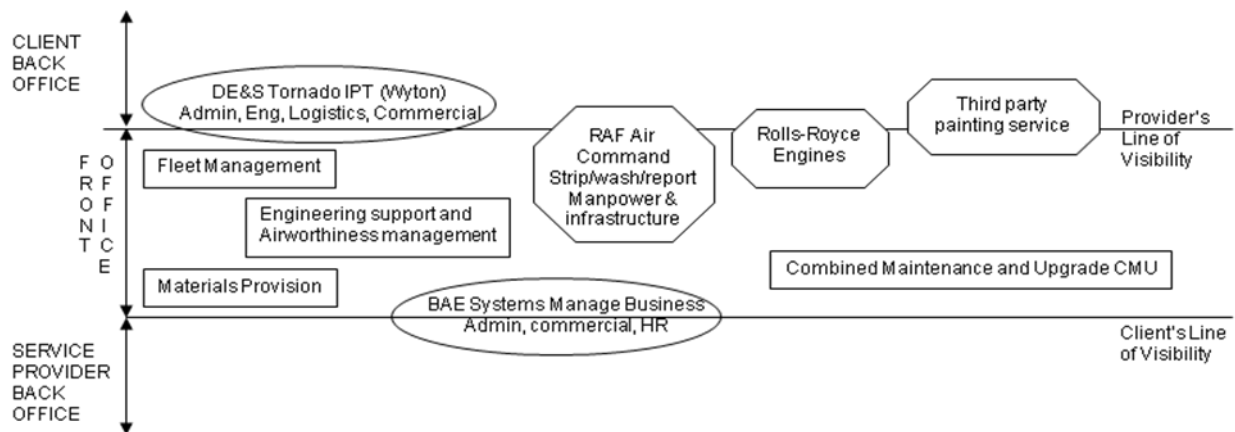 CLIENT
BACK
OFFICE
DE&S Tornado IPT (Wyton)
Admin, Eng, Logistics, Commercial
RAF Air
Command
Strip/wash/report
Manpower &
infrastructure
Rolls-Royce
Engines
Third party
painting service
Provider's
Line of
Visibility
FRONT
OFFICE
Fleet Management
Engineering support and
Airworthiness management
Materials Provision
Combined Maintenance and Upgrade CMU
BAE Systems Manage Business
Admin, commercial, HR
Client's Line
of Visibility
SERVICE
PROVIDER
BACK
OFFICE